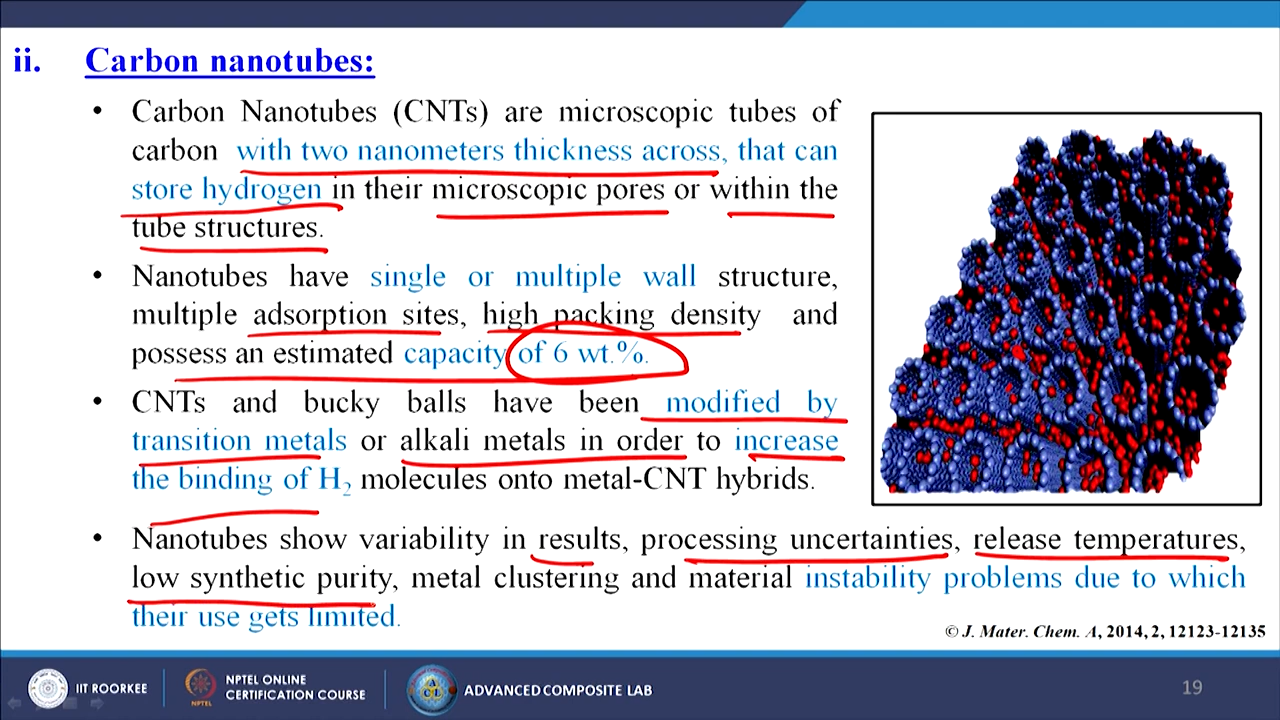 ii. Carbon nanotubes:
• Carbon Nanotubes (CNTs) are microscopic tubes of
carbon with two nanometers thickness across, that can
store hydrogen in their microscopic pores or within the
tube structures.
• Nanotubes have single or multiple wall structure,
multiple adsorption sites, high packing density and
possess an estimated capacity of 6 wt.%.
• CNTs and bucky balls have been modified by
transition metals or alkali metals in order to increase
the binding of H₂ molecules onto metal-CNT hybrids.
• Nanotubes show variability in results, processing uncertainties, release temperatures,
low synthetic purity, metal clustering and material instability problems due to which
their use gets limited.
© J. Mater. Chem. A, 2014, 2, 12123-12135
IIT ROORKEE
NPTEL
NPTEL ONLINE
CERTIFICATION COURSE
ADVANCED COMPOSITE LAB
19